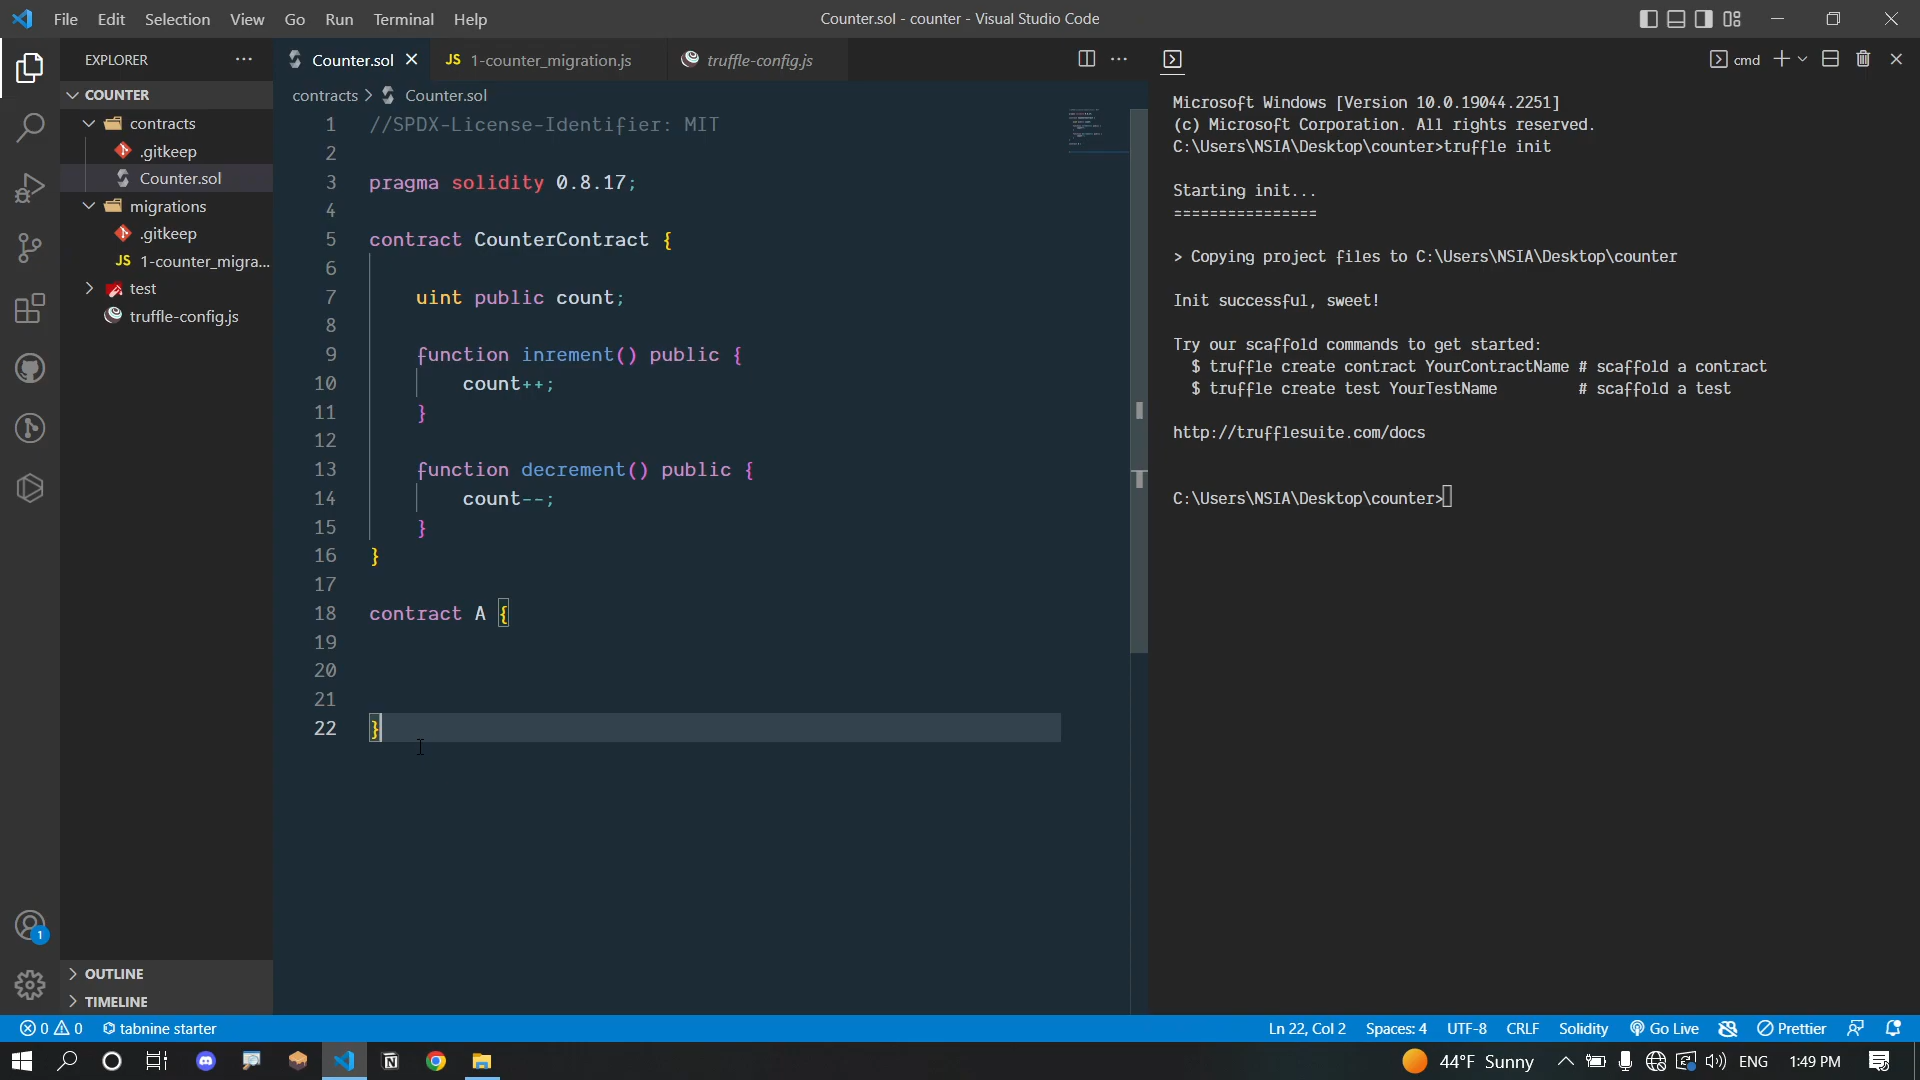 File Edit Selection View Go Run Terminal Help
Counter.sol - counter - Visual Studio Code
EXPLORER
COUNTER
contracts
.gitkeep
Counter.sol
migrations
.gitkeep
JS 1-counter_migra...
test
truffle-config.js
OUTLINE
TIMELINE
Counter.sol
JS 1-counter_migration.js
truffle-config.js
contracts > Counter.sol
1 //SPDX-License-Identifier: MIT
2
3 pragma solidity 0.8.17;
4
5 contract CounterContract {
6
7 uint public count;
8
9 function inrement() public {
10 count++;
11 }
12
13 function decrement() public {
14 count--;
15 }
16 }
17
18 contract A {
19
20
21
22 }
cmd
Microsoft Windows [Version 10.0.19044.2251]
(c) Microsoft Corporation. All rights reserved.
C:\Users\NSIA\Desktop\counter>truffle init
Starting init...
================
> Copying project files to C:\Users\NSIA\Desktop\counter
Init successful, sweet!
Try our scaffold commands to get started:
$ truffle create contract YourContractName # scaffold a contract
$ truffle create test YourTestName # scaffold a test
http://trufflesuite.com/docs
C:\Users\NSIA\Desktop\counter>
1
0 0 tabnine starter
Ln 22, Col 2 Spaces: 4 UTF-8 CRLF Solidity Go Live Prettier
44°F Sunny ENG 1:49 PM